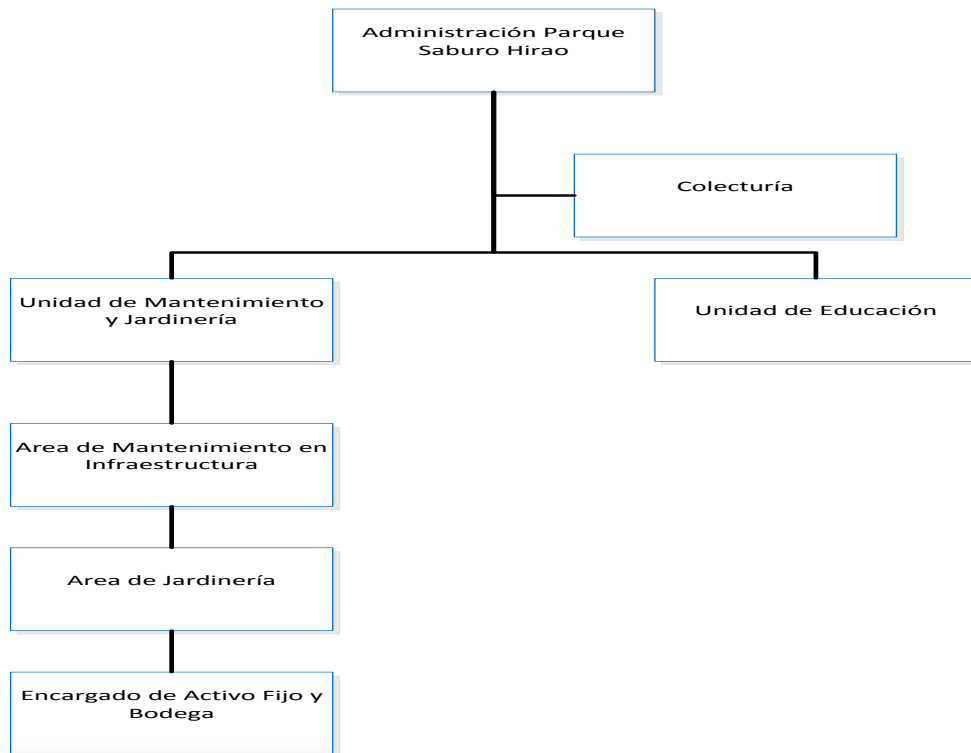 Administración Parque
Saburo Hirao
Colecturía
Unidad de Mantenimiento
y Jardinería
Unidad de Educación
Area de Mantenimiento en
Infraestructura
Area de Jardinería
Encargado de Activo Fijo y
Bodega